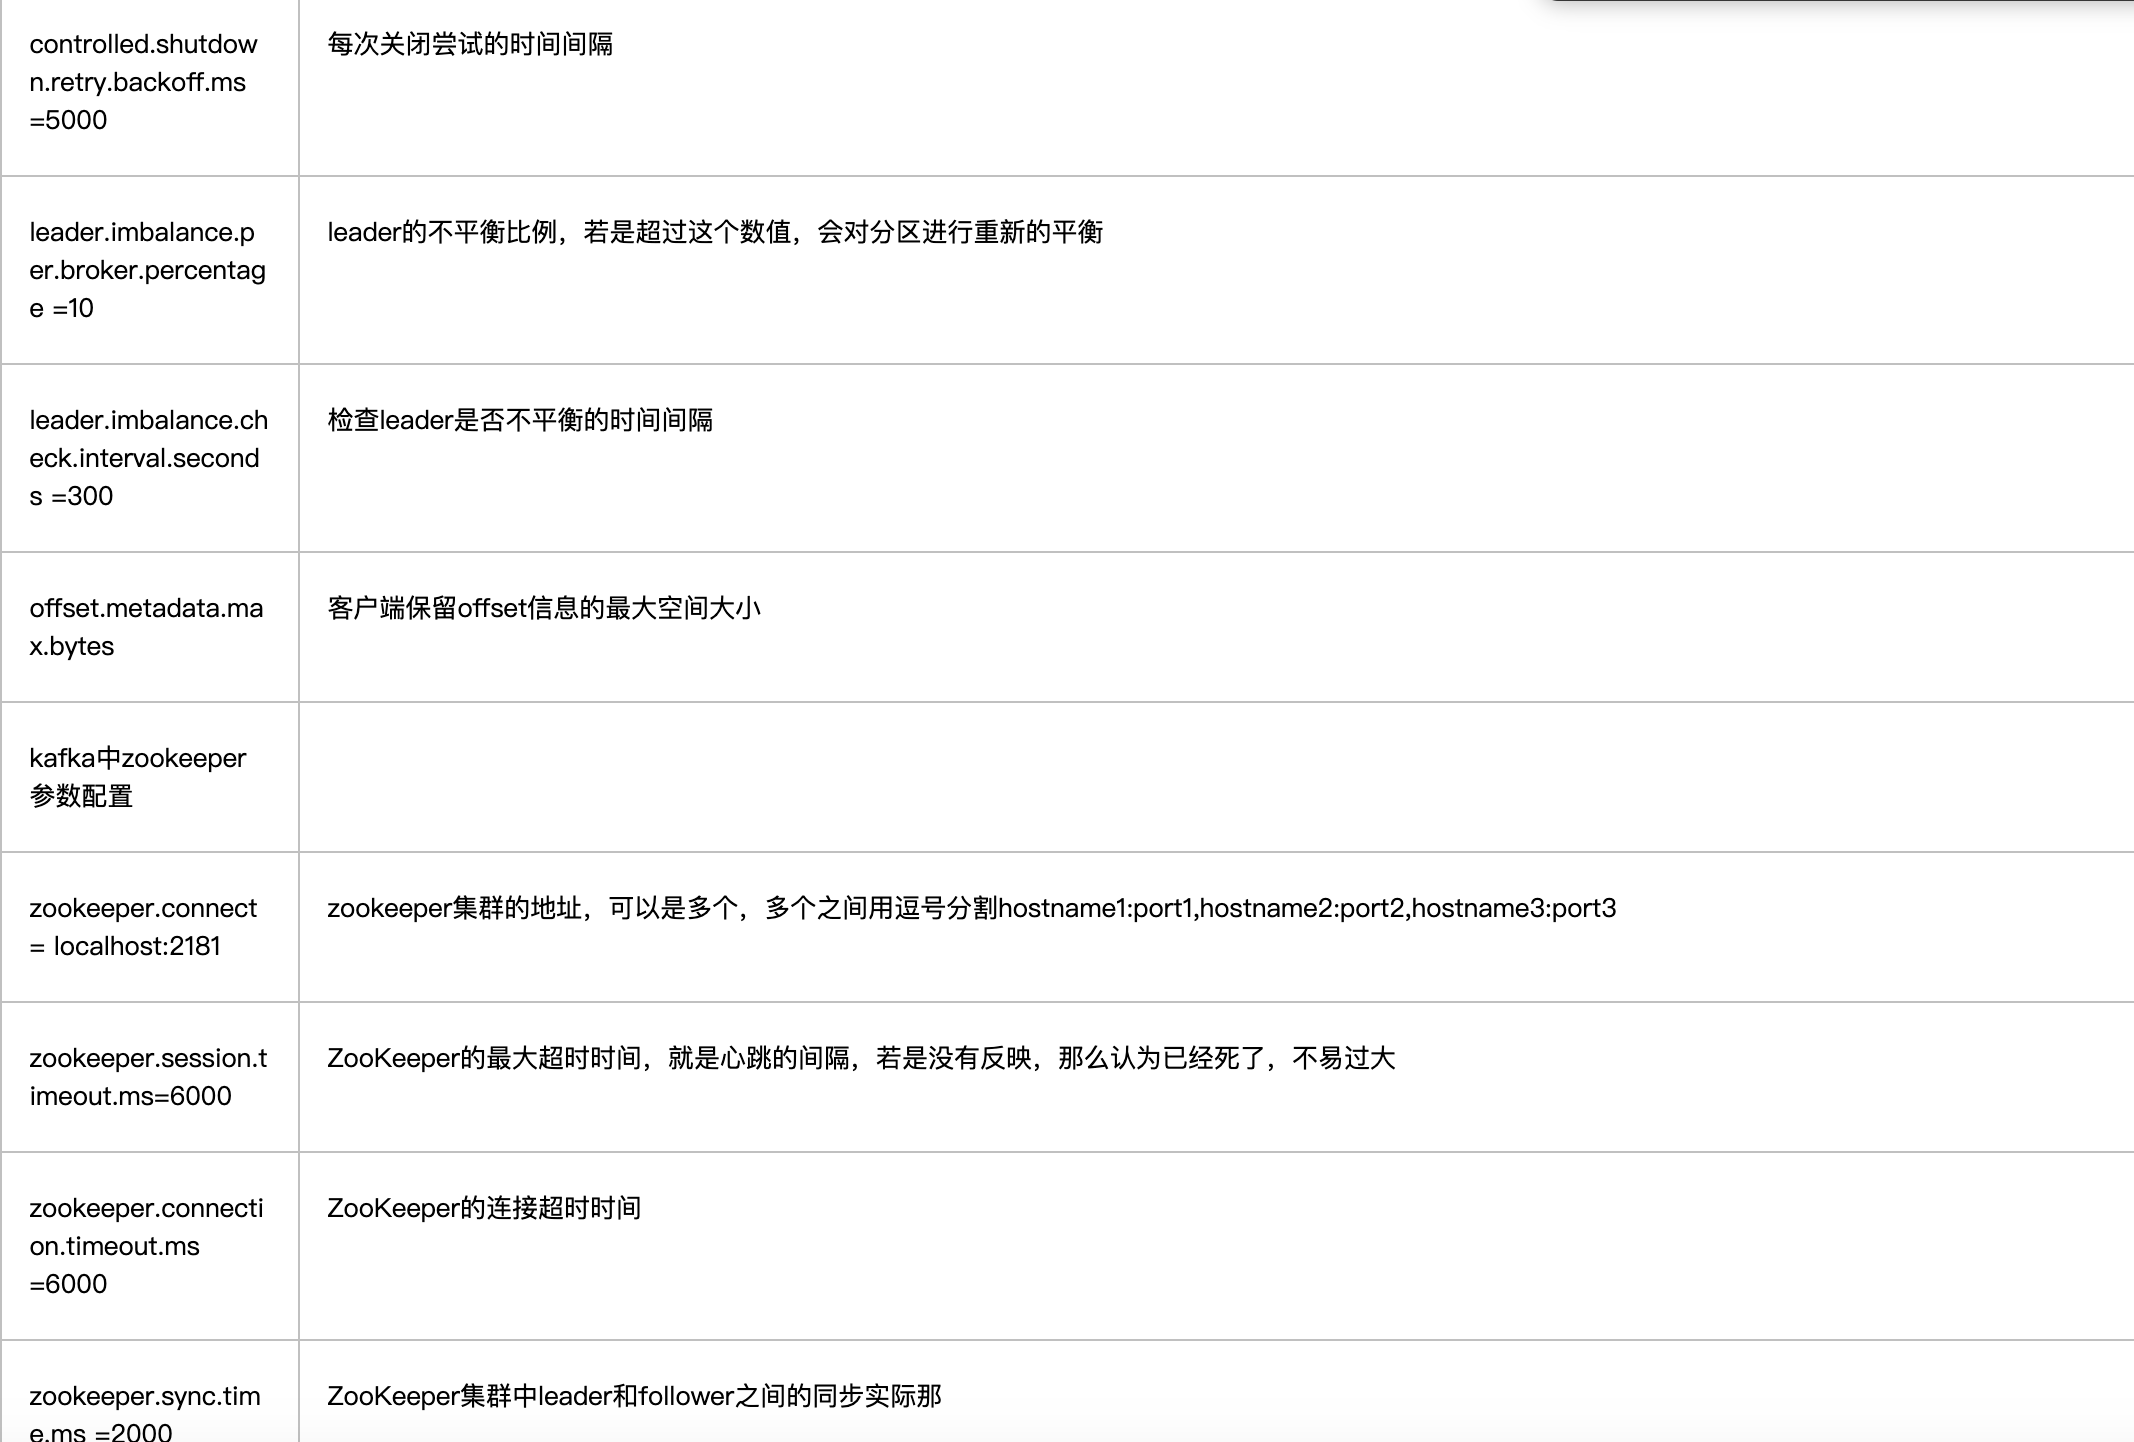 controlled.shutdow
n.retry.backoff.ms
=5000
每次关闭尝试的时间间隔
leader.imbalance.p
er.broker.percentag
e =10
leader的不平衡比例，若是超过这个数值，会对分区进行重新的平衡
leader.imbalance.ch
eck.interval.second
s =300
检查leader是否不平衡的时间间隔
offset.metadata.ma
x.bytes
客户端保留offset信息的最大空间大小
kafka中zookeeper
参数配置
zookeeper.connect
= localhost:2181
zookeeper集群的地址，可以是多个，多个之间用逗号分割hostname1:port1,hostname2:port2,hostname3:port3
zookeeper.session.t
imeout.ms=6000
ZooKeeper的最大超时时间，就是心跳的间隔，若是没有反映，那么认为已经死了，不易过大
zookeeper.connecti
on.timeout.ms
=6000
ZooKeeper的连接超时时间
zookeeper.sync.tim
e.ms =2000
ZooKeeper集群中leader和follower之间的同步实际那